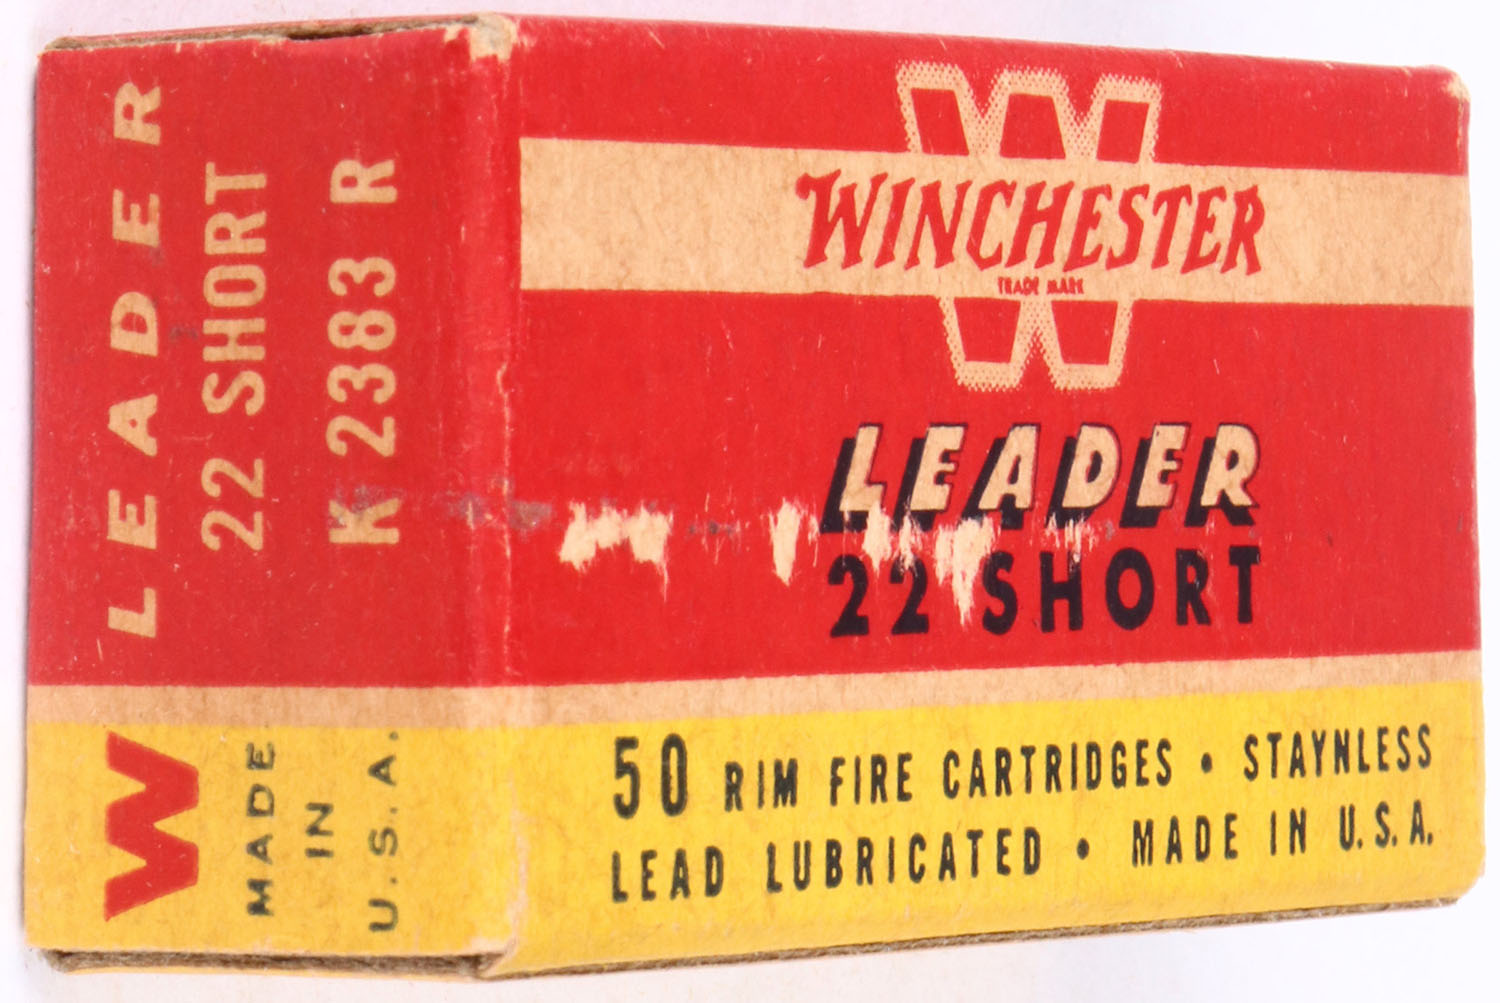 WINCHESTER
TRADE MARK
LEADER
22 SHORT
50 RIM FIRE CARTRIDGES • STAYNLESS
LEAD LUBRICATED • MADE IN U.S.A.
LEADER
22 SHORT
K 2383 R
W
MADE
IN
U.S.A.